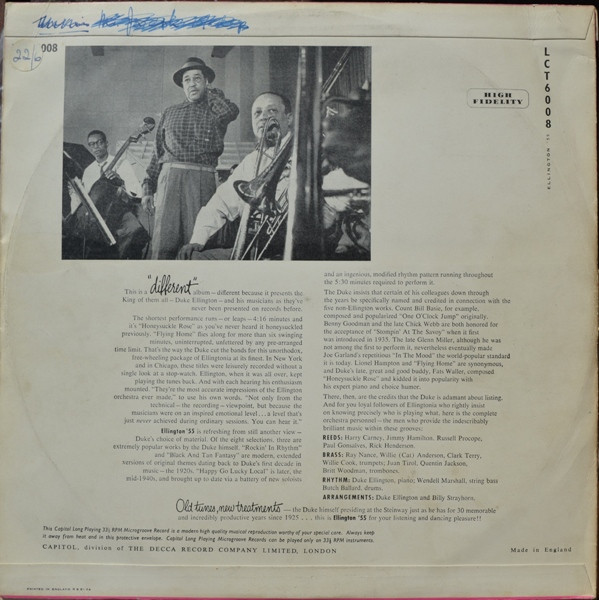 22/6
008
HIGH
FIDELITY
LCT6008
ELLINGTON '55
"different"
This is a album — different because it presents the
King of them all — Duke Ellington — and his musicians as they've
never been presented on records before.
The shortest performance runs — or leaps — 4:16 minutes and
it's "Honeysuckle Rose" as you've never heard it honeysuckled
previously. "Flying Home" flies along for more than six swinging
minutes, uninterrupted, unfettered by any pre-arranged
time limit. That's the way the Duke cut the bands for this unorthodox,
free-wheeling package of Ellingtonia at its finest. In New York
and in Chicago, these titles were leisurely recorded without a
single look at a stop-watch. Ellington, when it was all over, kept
playing the tunes back. And with each hearing his enthusiasm
mounted. "They're the most accurate impressions of the Ellington
orchestra ever made," to use his own words. "Not only from the
technical — the recording — viewpoint, but because the
musicians were on an inspired emotional level ... a level that's
just never achieved during ordinary sessions. You can hear it."
Ellington '55 is refreshing from still another view —
Duke's choice of material. Of the eight selections, three are
extremely popular works by the Duke himself. "Rockin' In Rhythm"
and "Black And Tan Fantasy" are modern, extended
versions of original themes dating back to Duke's first decade in
music — the 1920s. "Happy Go Lucky Local" is later, the
mid-1940s, and brought up to date via a battery of new soloists
and an ingenious, modified rhythm pattern running throughout
the 5:30 minutes required to perform it.
The Duke insists that certain of his colleagues down through
the years be specifically named and credited in connection with the
five non-Ellington works. Count Bill Basie, for example,
composed and popularized "One O'Clock Jump" originally.
Benny Goodman and the late Chick Webb are both honored for
the acceptance of "Stompin' At The Savoy" when it first
was introduced in 1935. The late Glenn Miller, although he was
not among the first to perform it, nevertheless eventually made
Joe Garland's repetitious "In The Mood" the world-popular standard
it is today. Lionel Hampton and "Flying Home" are synonymous,
and Duke's late, great and good buddy, Fats Waller, composed
"Honeysuckle Rose" and kidded it into popularity with
his expert piano and choice humor.
There, then, are the credits that the Duke is adamant about listing.
And for you loyal followers of Ellingtonia who rightly insist
on knowing precisely who is playing what, here is the complete
orchestra personnel — the men who provide the indescribably
brilliant music within these grooves:
REEDS: Harry Carney, Jimmy Hamilton, Russell Procope,
Paul Gonsalves, Rick Henderson.
BRASS: Ray Nance, Willie (Cat) Anderson, Clark Terry,
Willie Cook, trumpets; Juan Tizol, Quentin Jackson,
Britt Woodman, trombones.
RHYTHM: Duke Ellington, piano; Wendell Marshall, string bass
Butch Ballard, drums.
ARRANGEMENTS: Duke Ellington and Billy Strayhorn.
Old tunes, new treatments — the Duke himself presiding at the Steinway just as he has for 30 memorable
and incredibly productive years since 1925 ... this is Ellington '55 for your listening and dancing pleasure!!
This Capitol Long Playing 33⅓ RPM Microgroove Record is a modern high quality musical reproduction worthy of your special care. Always keep
it away from heat and in this protective envelope. Capitol Long Playing Microgroove Records can be played only on 33⅓ RPM instruments.
CAPITOL, division of THE DECCA RECORD COMPANY LIMITED, LONDON
Made in England